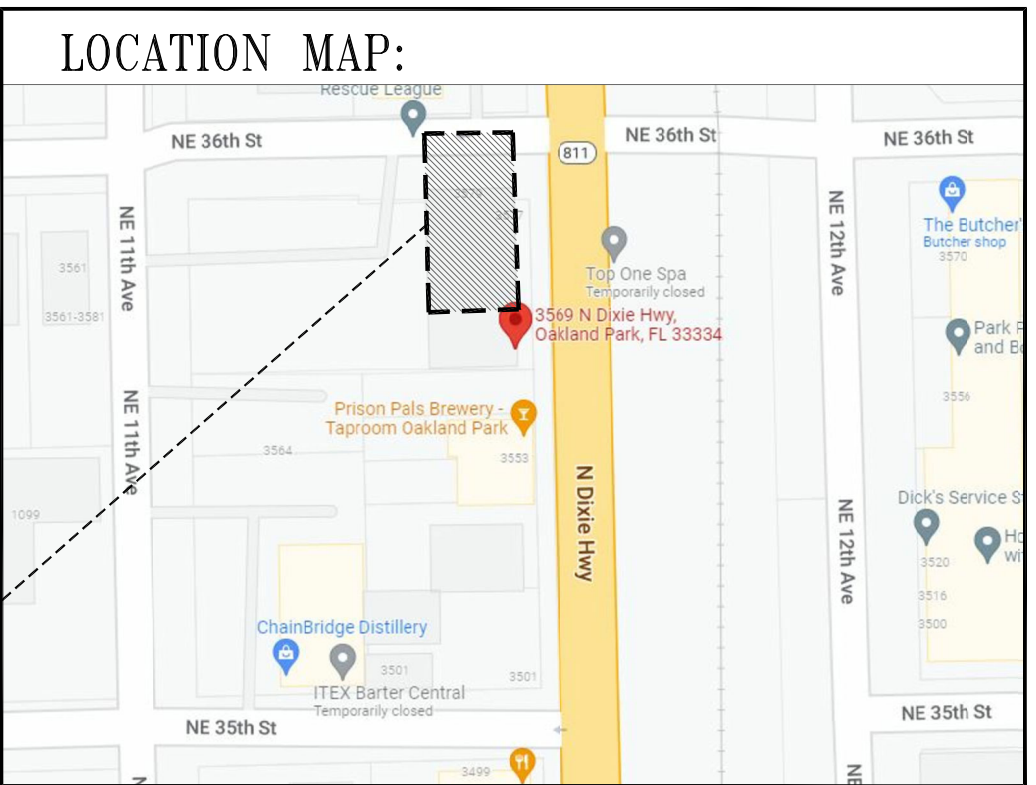 LOCATION MAP:
Rescue League
NE 36th St
811
NE 36th St
NE 36th St
NE 11th Ave
NE 12th Ave
The Butcher'
Butcher shop
3570
3561
3561-3581
Top One Spa
Temporarily closed
3569 N Dixie Hwy,
Oakland Park, FL 33334
Park
and
3556
NE 11th Ave
Prison Pals Brewery -
Taproom Oakland Park
3553
3564
N Dixie Hwy
Dick's Service
NE 12th Ave
1099
3520
3516
3500
ChainBridge Distillery
3501
3501
ITEX Barter Central
Temporarily closed
NE 35th St
NE 35th St
3499
NE